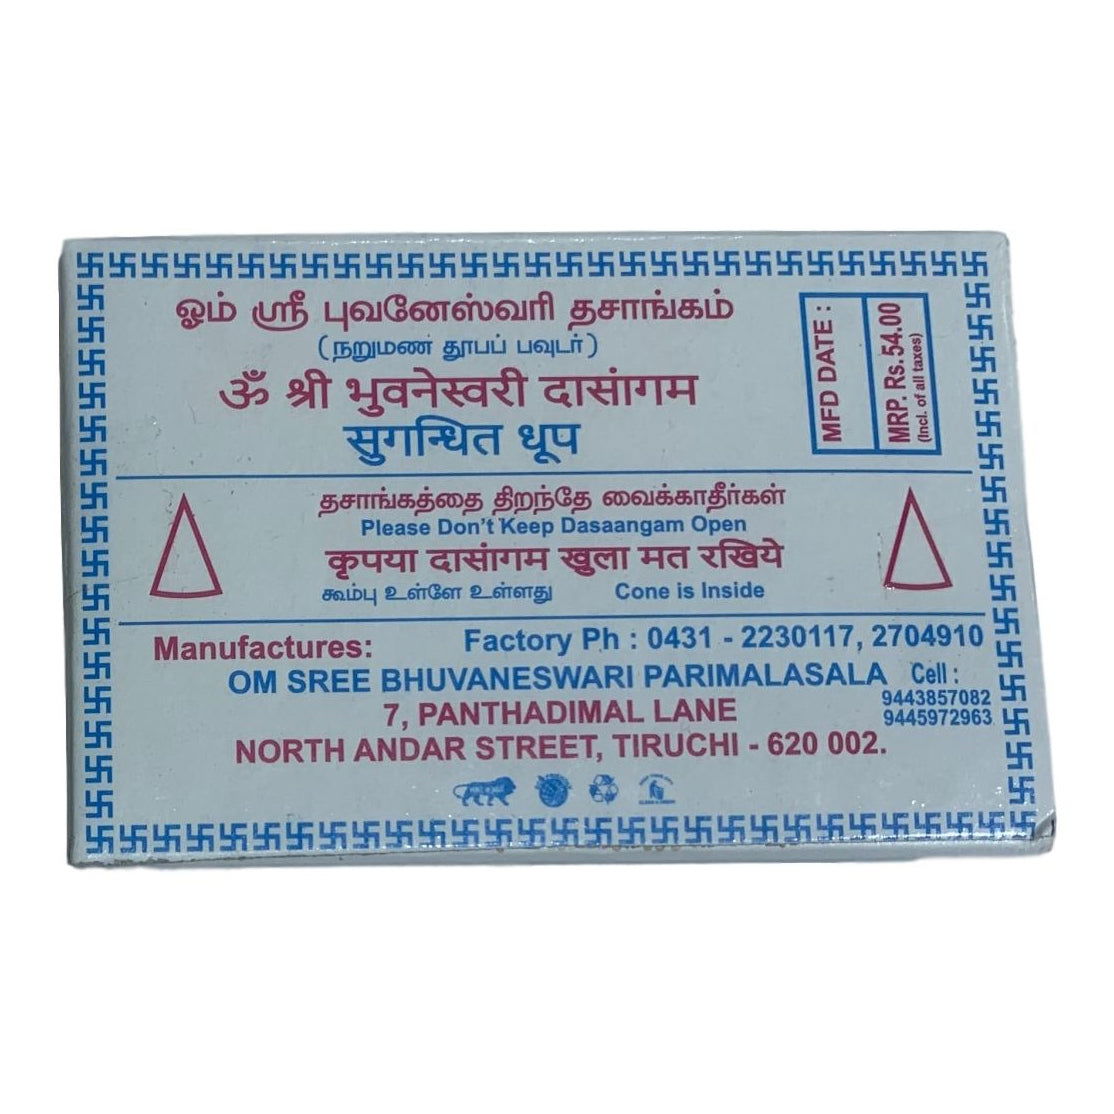 ஓம் ஸ்ரீ புவனேஸ்வரி தசாங்கம்
(நறுமண தூபப் பவுடர்)
ॐ श्री भुवनेस्वरी दासांगम
सुगन्धित धूप
MFD DATE :
MRP. Rs. 54.00
(Incl. of all taxes)
தசாங்கத்தை திறந்தே வைக்காதீர்கள்
Please Don't Keep Dasaangam Open
कृपया दासांगम खुला मत रखिये
கூம்பு உள்ளே உள்ளது Cone is Inside
Manufactures: Factory Ph : 0431 - 2230117, 2704910
OM SREE BHUVANESWARI PARIMALASALA Cell :
9443857082
7, PANTHADIMAL LANE 9445972963
NORTH ANDAR STREET, TIRUCHI - 620 002.